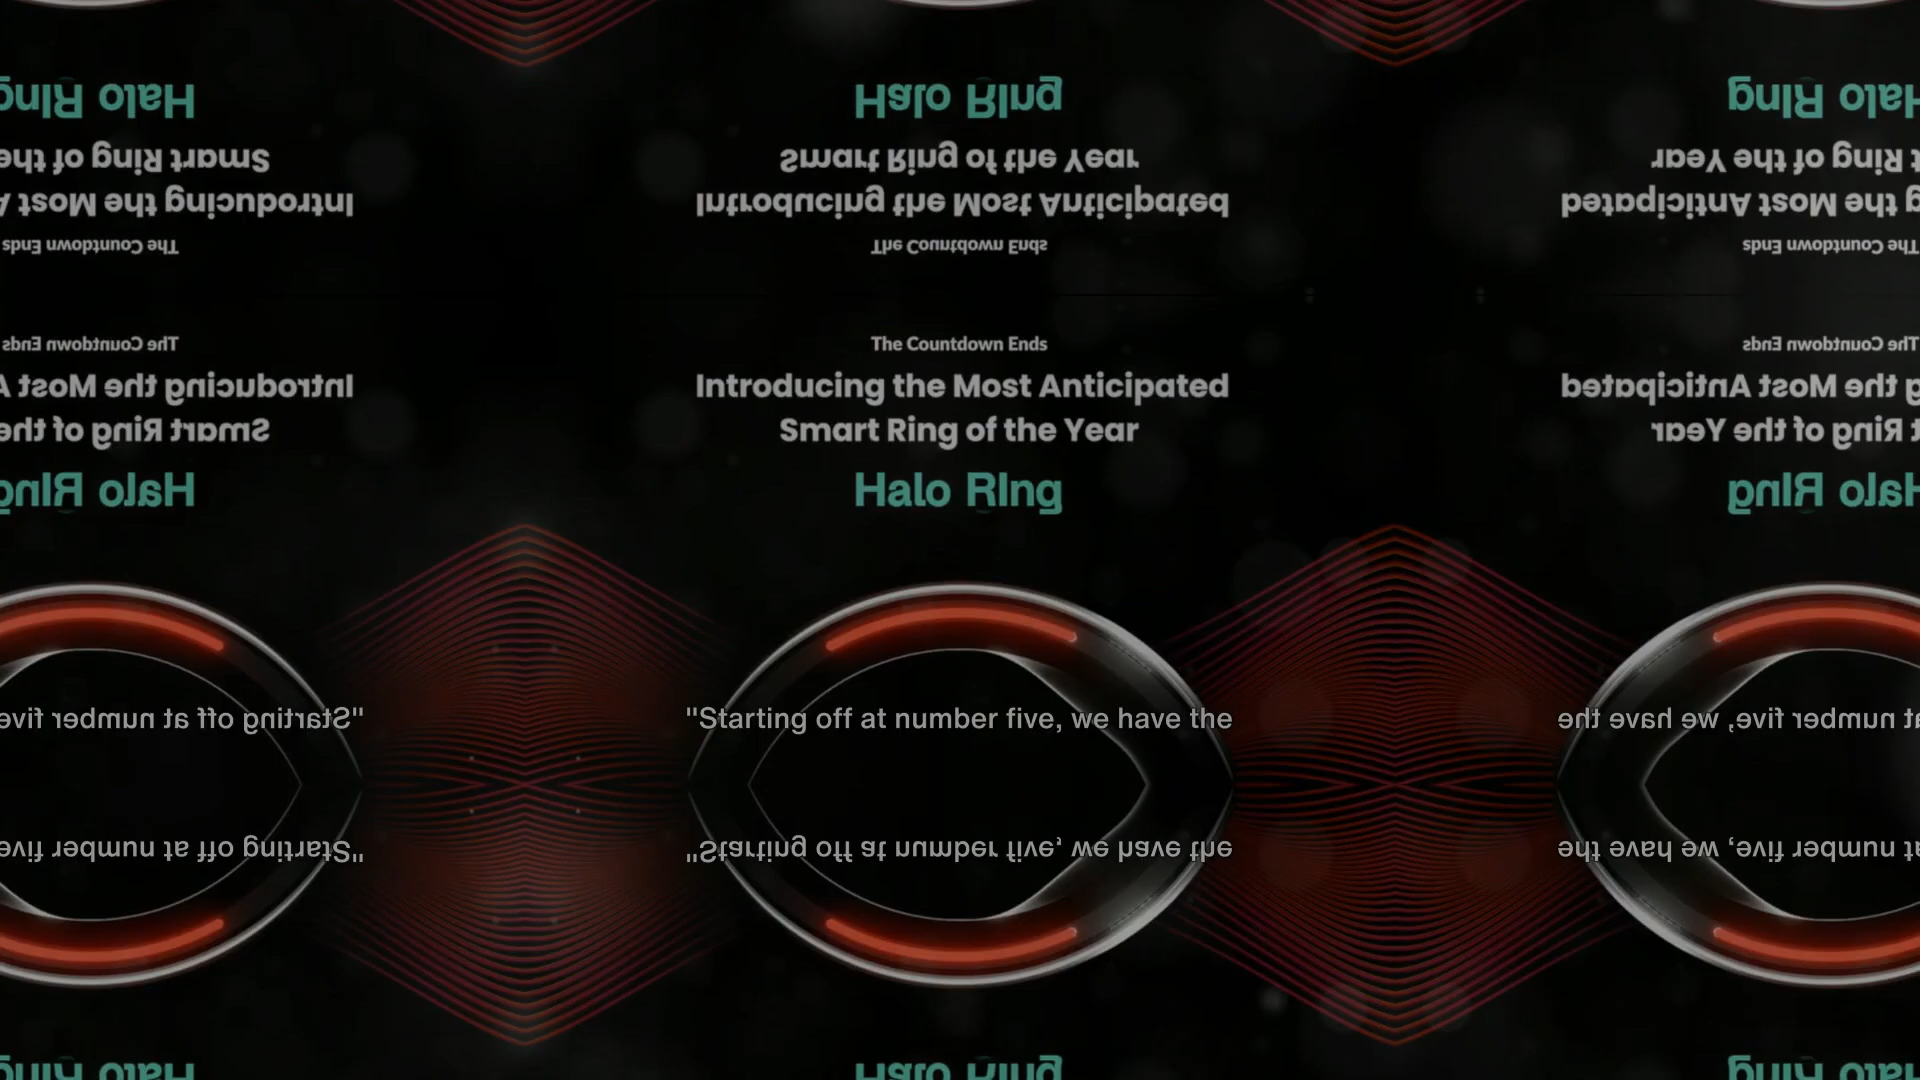 The Countdown Ends
Introducing the Most Anticipated
Smart Ring of the Year
Halo RIng
"Starting off at number five, we have the